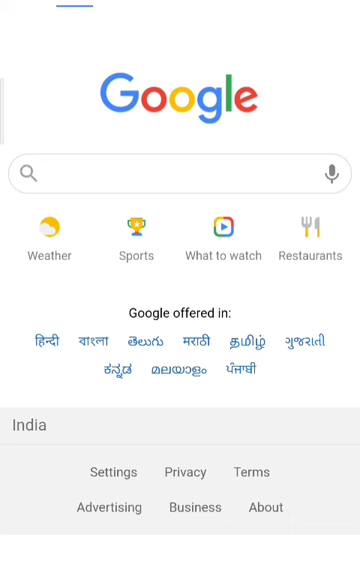 Google
Weather Sports What to watch Restaurants
Google offered in:
हिन्दी বাংলা తెలుగు मराठी தமிழ் ગુજરાતી
ಕನ್ನಡ മലയാളം ਪੰਜਾਬੀ
India
Settings Privacy Terms
Advertising Business About